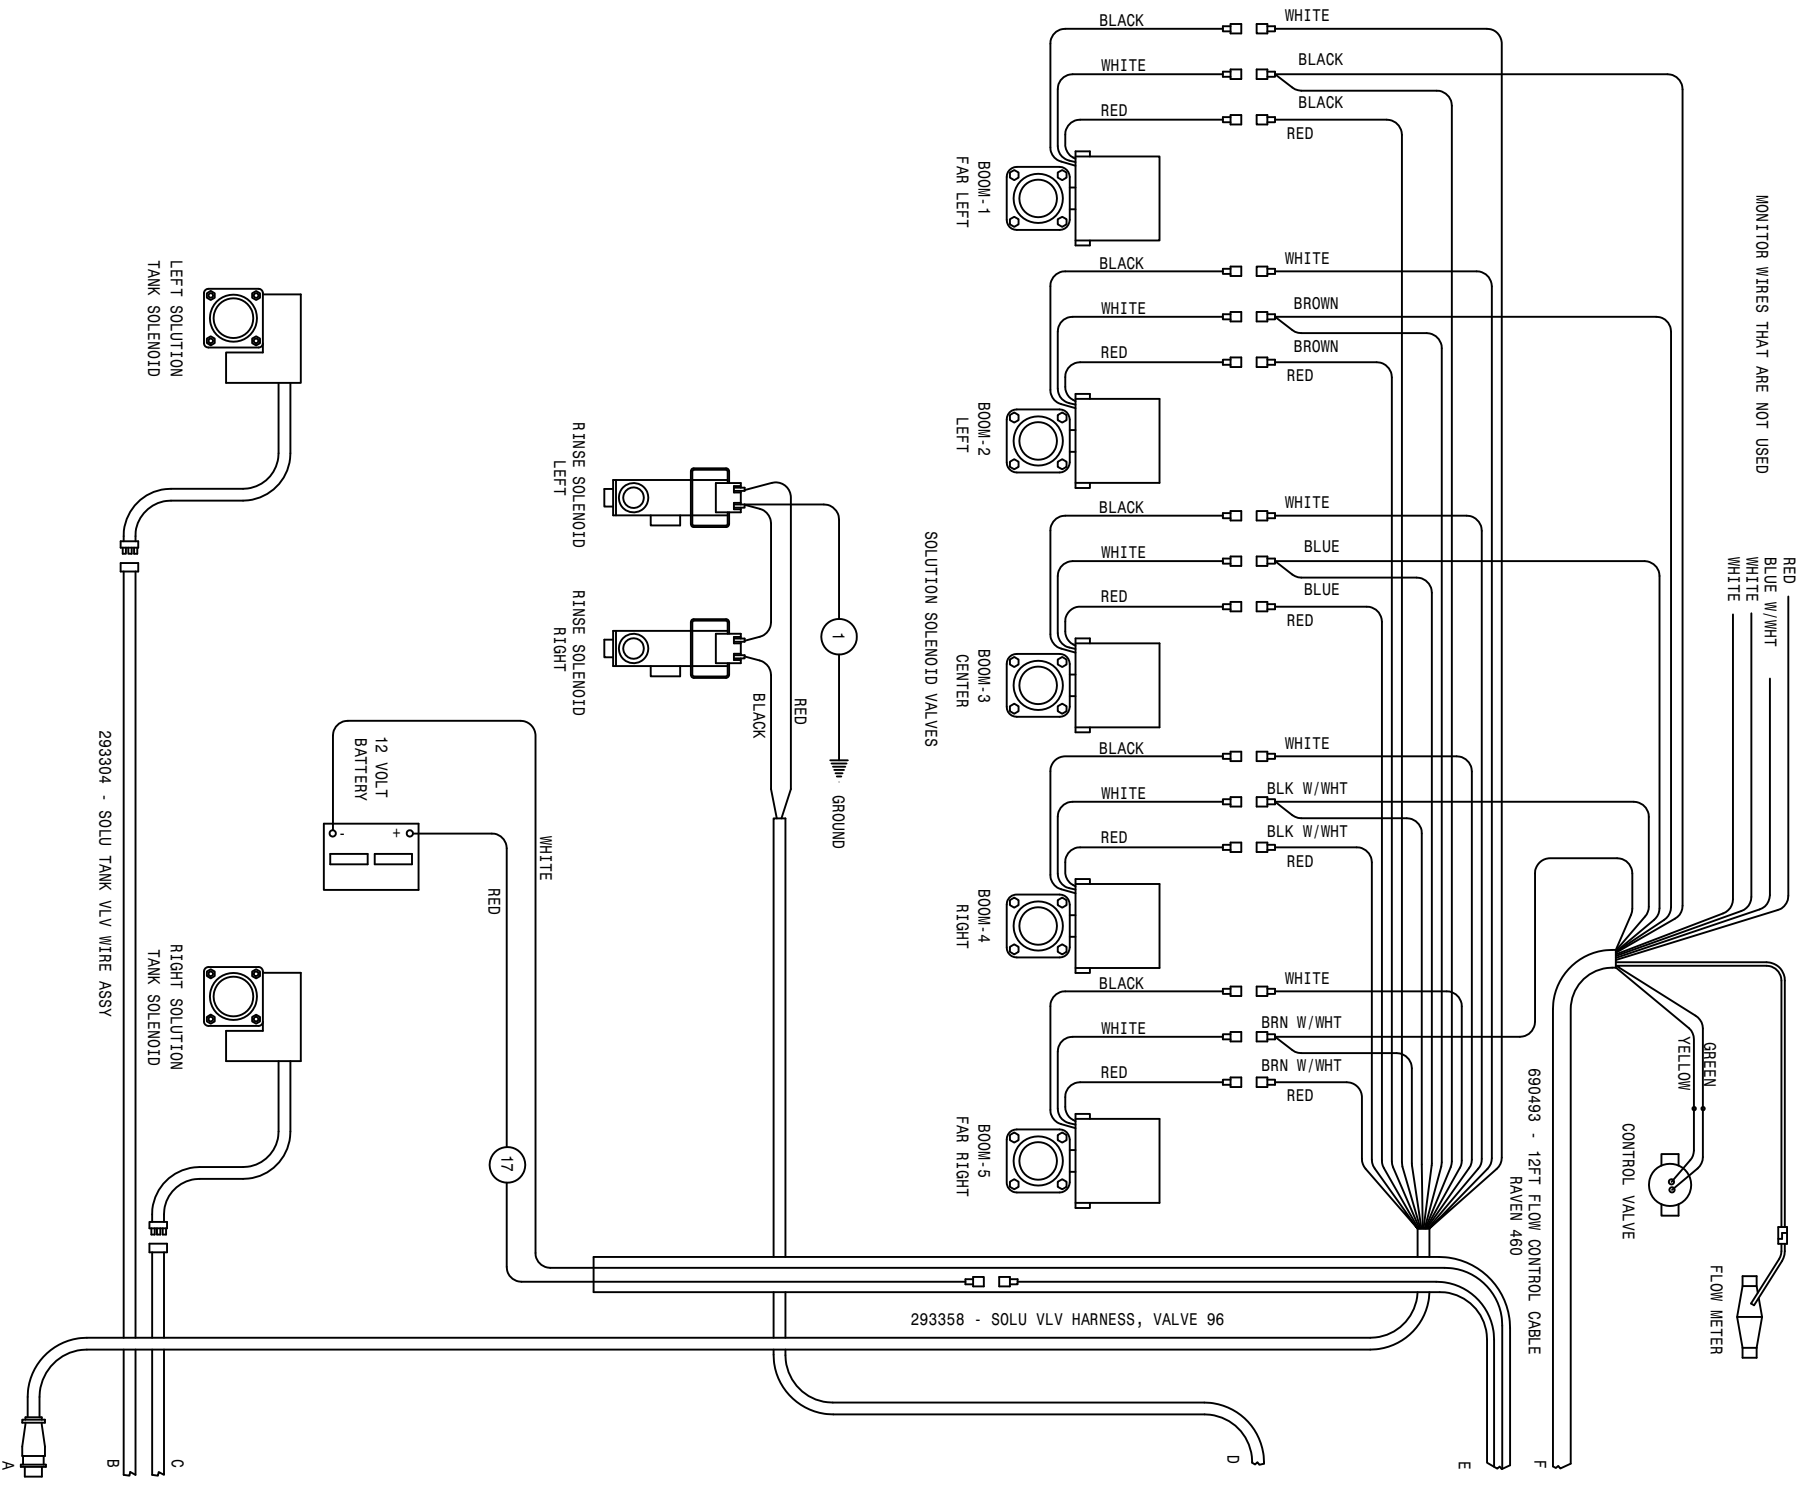 BLACK
WHITE
WHITE
BLACK
BLACK
RED
RED
BOOM-1
FAR LEFT
BLACK
WHITE
WHITE
BROWN
BROWN
RED
RED
BOOM-2
LEFT
BLACK
WHITE
WHITE
BLUE
BLUE
RED
RED
BOOM-3
CENTER
BLACK
WHITE
WHITE
BLK W/WHT
BLK W/WHT
RED
RED
BOOM-4
RIGHT
BLACK
WHITE
WHITE
BRN W/WHT
BRN W/WHT
RED
RED
BOOM-5
FAR RIGHT
SOLUTION SOLENOID VALVES
MONITOR WIRES THAT ARE NOT USED
RED
BLUE W/WHT
WHITE
WHITE
GREEN
YELLOW
CONTROL VALVE
FLOW METER
690493 - 12FT FLOW CONTROL CABLE
RAVEN 460
LEFT SOLUTION
TANK SOLENOID
RINSE SOLENOID
LEFT
RINSE SOLENOID
RIGHT
1
RED
BLACK
GROUND
12 VOLT
BATTERY
-
+
WHITE
RED
17
293304 - SOLU TANK VLV WIRE ASSY
RIGHT SOLUTION
TANK SOLENOID
293358 - SOLU VLV HARNESS, VALVE 96
A
B
C
D
E
F